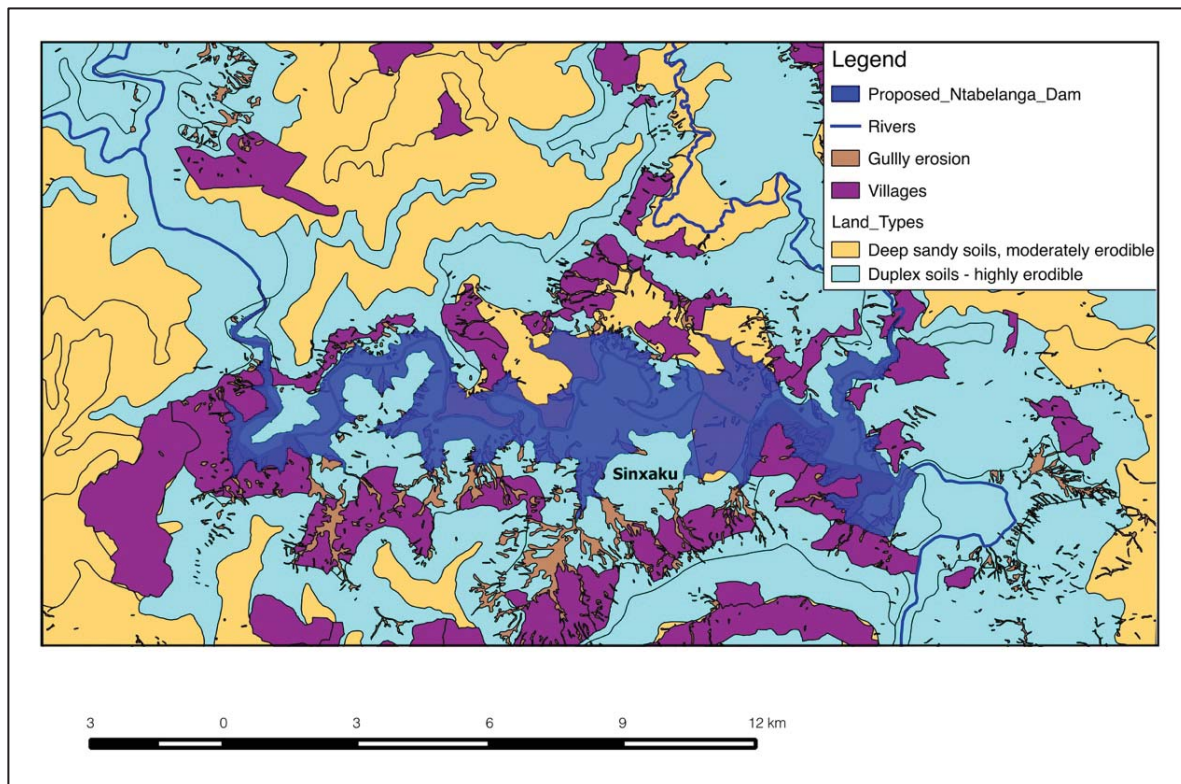 Legend
Proposed_Ntabelanga_Dam
Rivers
Gullly erosion
Villages
Land_Types
Deep sandy soils, moderately erodible
Duplex soils - highly erodible
Sinxaku
3 0 3 6 9 12 km